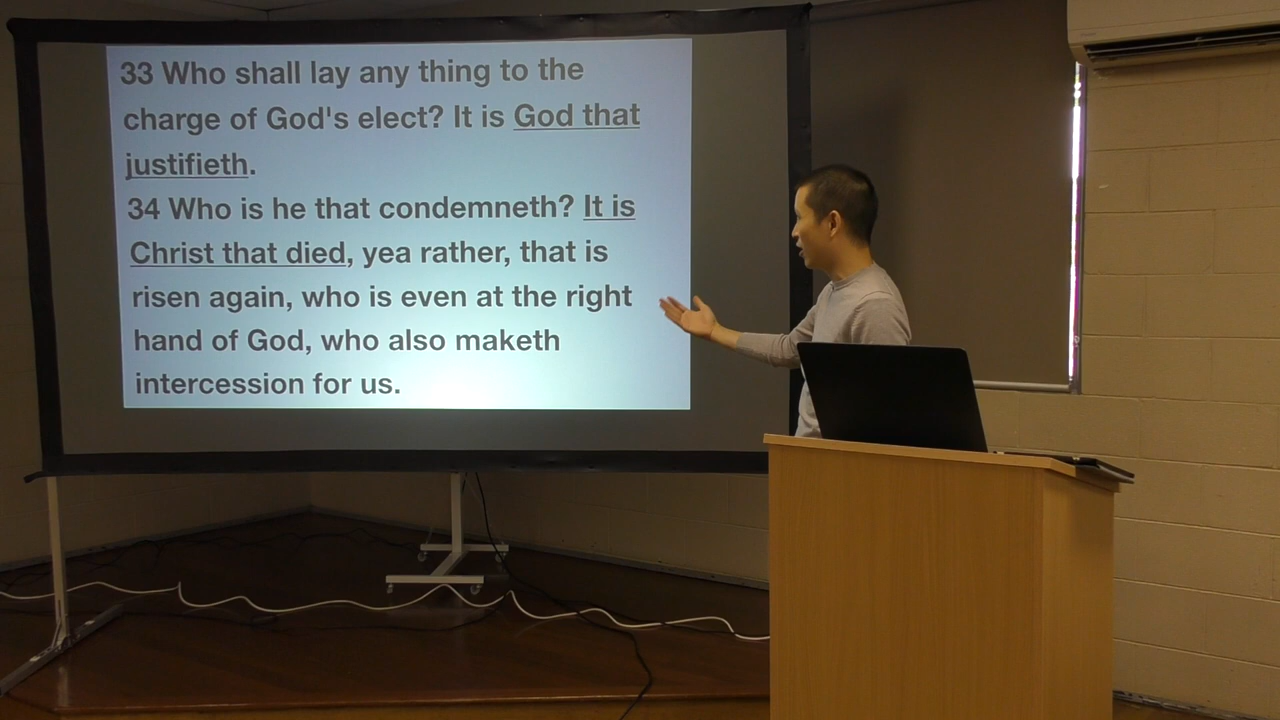 33 Who shall lay any thing to the
charge of God's elect? It is God that
justifieth.
34 Who is he that condemneth? It is
Christ that died, yea rather, that is
risen again, who is even at the right
hand of God, who also maketh
intercession for us.